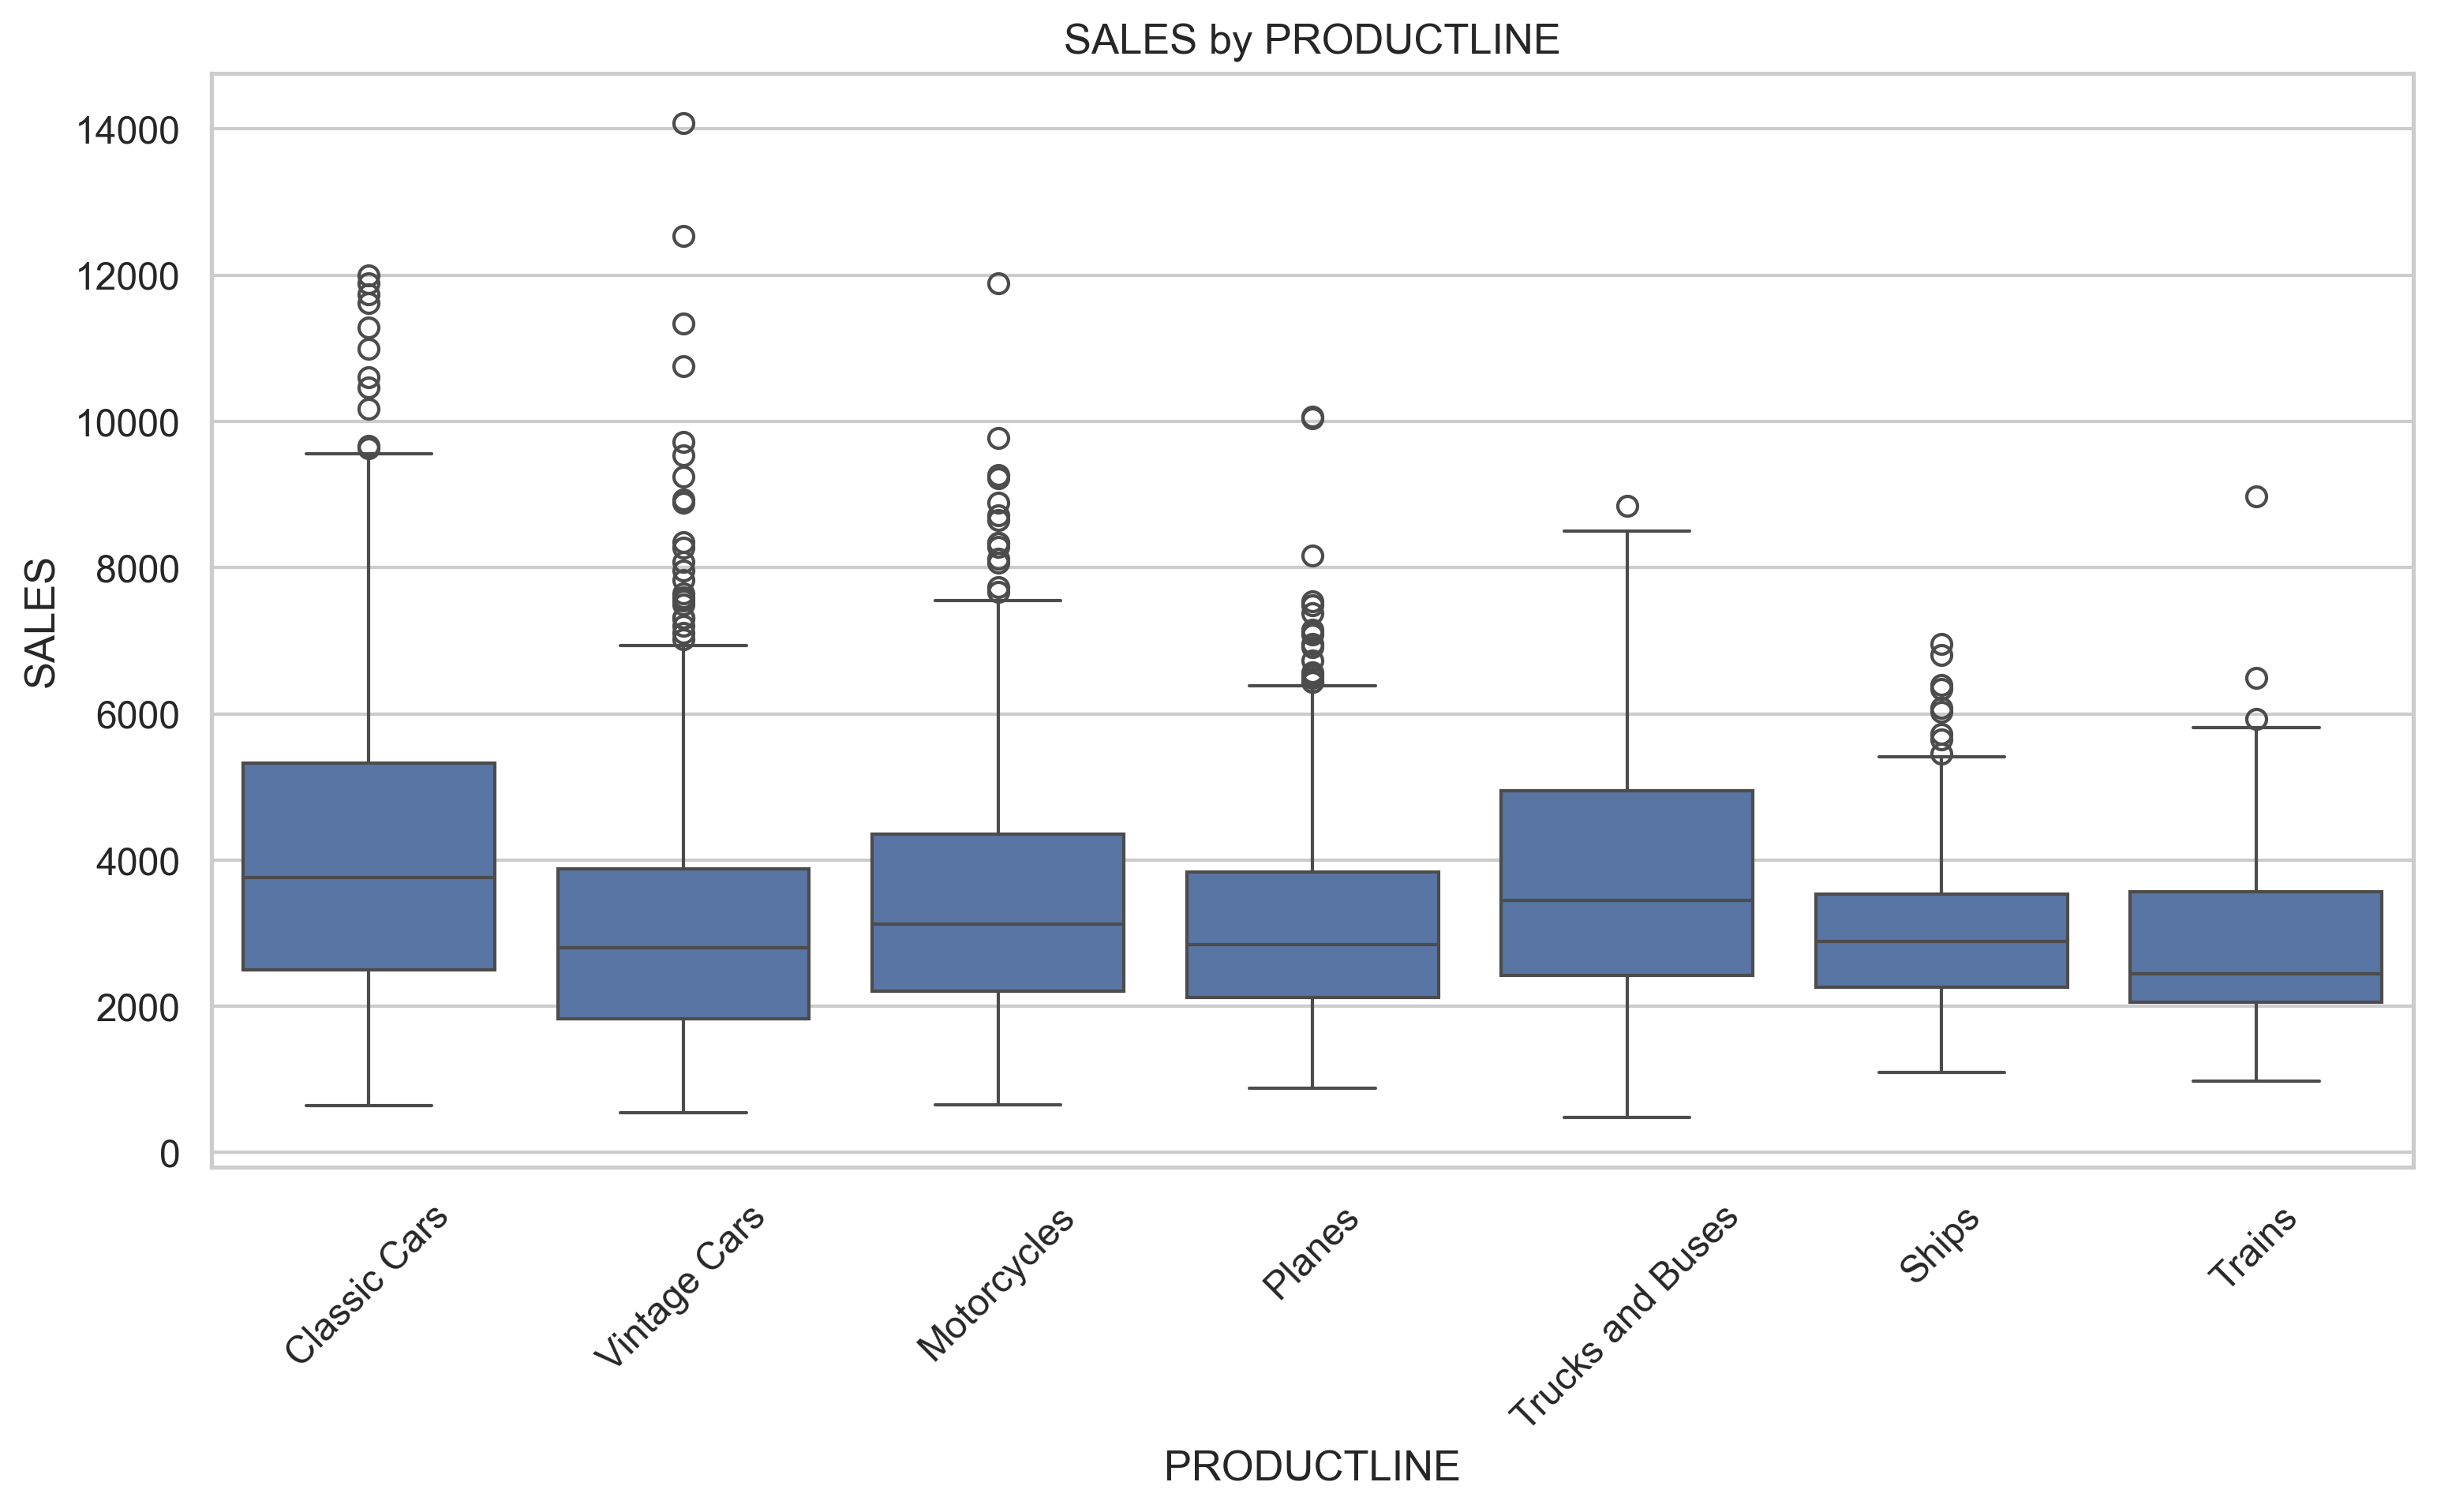 SALES by PRODUCTLINE
14000
12000
10000
8000
6000
4000
2000
0
SALES
Classic Cars
Vintage Cars
Motorcycles
Planes
Trucks and Buses
Ships
Trains
PRODUCTLINE